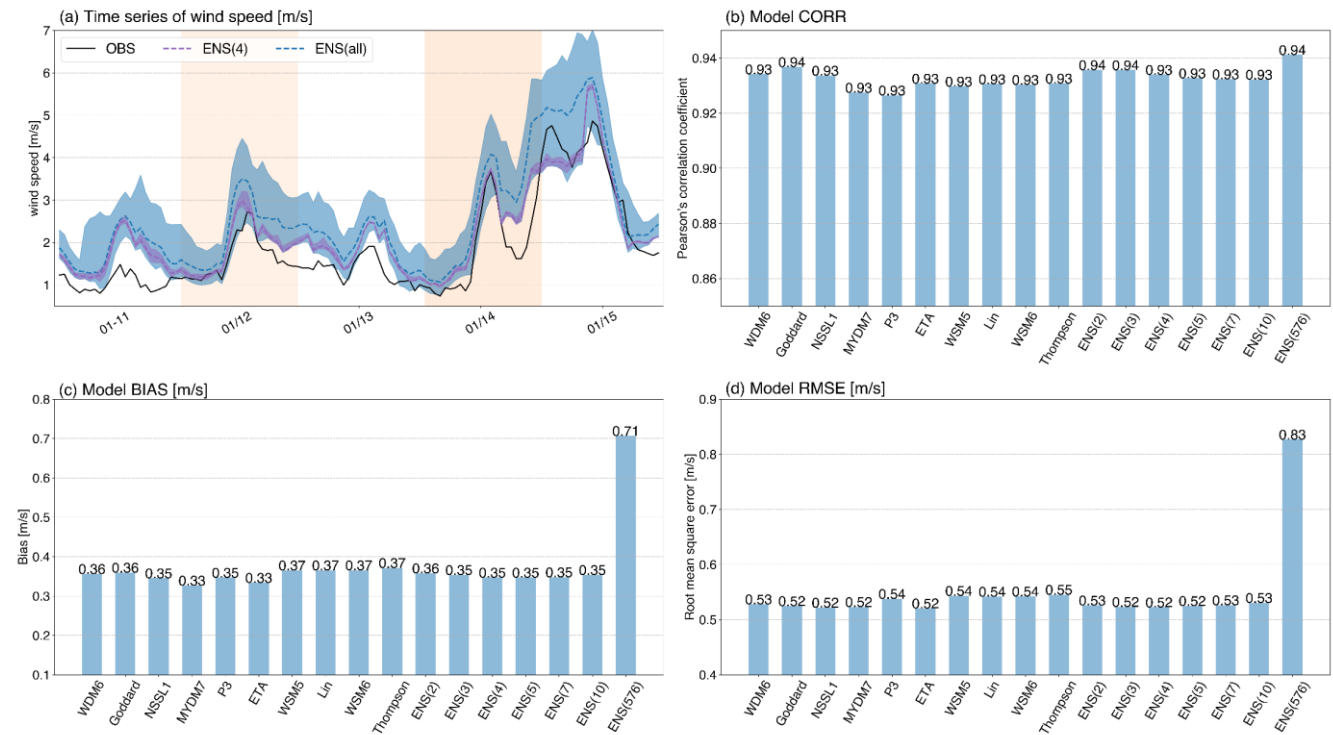 (a) Time series of wind speed [m/s]
OBS ENS(4) ENS(all)
wind speed [m/s]
7
6
5
4
3
2
1
01-11 01/12 01/13 01/14 01/15
(b) Model CORR
Pearson's correlation coefficient
0.94
0.92
0.90
0.88
0.86
0.93 0.94 0.93 0.93 0.93 0.93 0.93 0.93 0.93 0.93 0.94 0.94 0.93 0.93 0.93 0.93 0.94
WDM6 Goddard NSSL1 MYDM7 P3 ETA WSM5 Lin WSM6 Thompson ENS(2) ENS(3) ENS(4) ENS(5) ENS(7) ENS(10) ENS(576)
(c) Model BIAS [m/s]
Bias [m/s]
0.8
0.7
0.6
0.5
0.4
0.3
0.2
0.1
0.36 0.36 0.35 0.33 0.35 0.33 0.37 0.37 0.37 0.37 0.36 0.35 0.35 0.35 0.35 0.35 0.71
WDM6 Goddard NSSL1 MYDM7 P3 ETA WSM5 Lin WSM6 Thompson ENS(2) ENS(3) ENS(4) ENS(5) ENS(7) ENS(10) ENS(576)
(d) Model RMSE [m/s]
Root mean square error [m/s]
0.9
0.8
0.7
0.6
0.5
0.4
0.53 0.52 0.52 0.52 0.54 0.52 0.54 0.54 0.54 0.55 0.53 0.52 0.52 0.52 0.53 0.53 0.83
WDM6 Goddard NSSL1 MYDM7 P3 ETA WSM5 Lin WSM6 Thompson ENS(2) ENS(3) ENS(4) ENS(5) ENS(7) ENS(10) ENS(576)